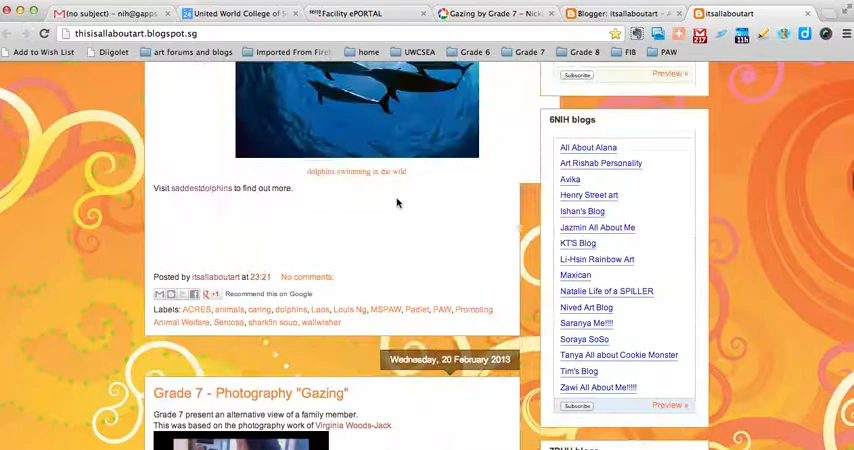 (no subject) – nih@gapps
United World College of S
Facility ePORTAL
Gazing by Grade 7 – Nick
Blogger: itsallaboutart – A
itsallaboutart
thisisallaboutart.blogspot.sg
217
11h
Add to Wish List
Diigolet
art forums and blogs
Imported From Fire
home
UWCSEA
Grade 6
Grade 7
Grade 8
FIB
PAW
Subscribe
Preview »
dolphins swimming in the wild
Visit saddestdolphins to find out more.
Posted by itsallaboutart at 23:21 No comments:
+1 Recommend this on Google
Labels: ACRES, animals, caring, dolphins, Laos, Louis Ng, MSPAW, Padlet, PAW, Promoting
Animal Welfare, Sentosa, sharkfin soup, wallwisher
Wednesday, 20 February 2013
Grade 7 - Photography "Gazing"
Grade 7 present an alternative view of a family member.
This was based on the photography work of Virginia Woods-Jack
6NIH blogs
All About Alana
Art Rishab Personality
Avika
Henry Street art
Ishan's Blog
Jazmin All About Me
KT'S Blog
Li-Hsin Random Art
Maxican
Natalie Life of a SPILLER
Nived Art Blog
Saranya Me!!!!
Soraya SoSo
Tanya All about Cookie Monster
Tim's Blog
Zawi All About Me!!!!!
Subscribe
Preview »